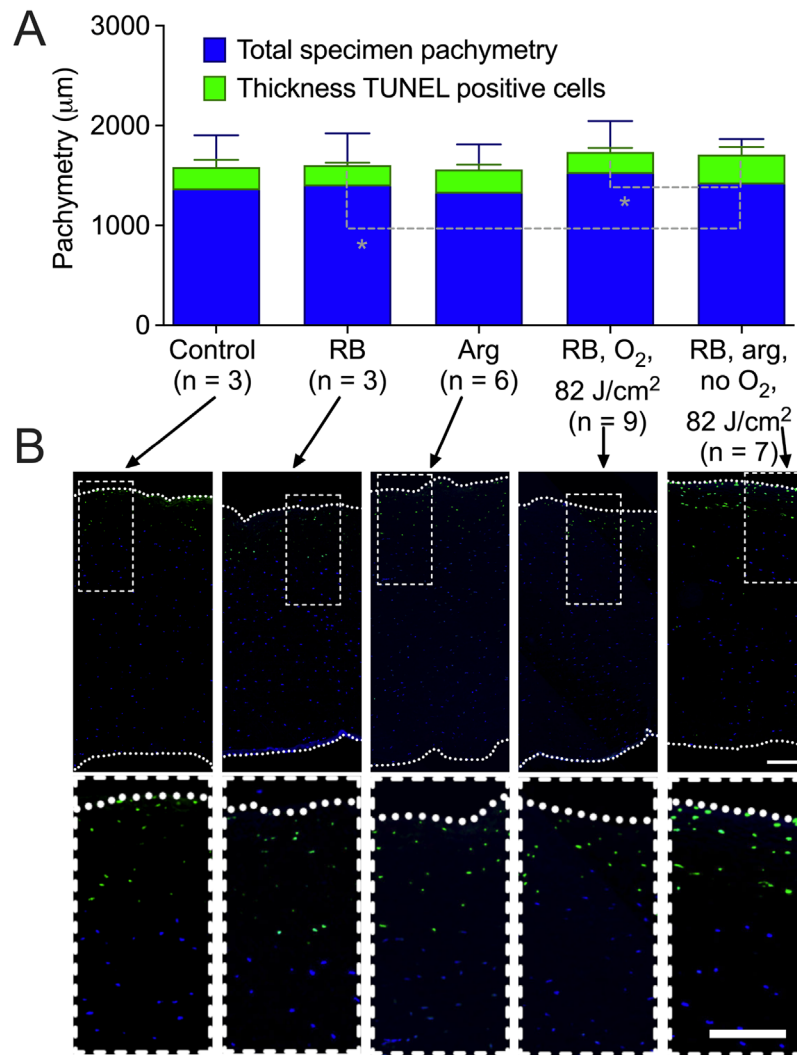 A
3000
2000
1000
0
Pachymetry (μm)
Total specimen pachymetry
Thickness TUNEL positive cells
*
*
Control
(n = 3)
RB
(n = 3)
Arg
(n = 6)
RB, O₂,
82 J/cm²
(n = 9)
RB, arg,
no O₂,
82 J/cm²
(n = 7)
B